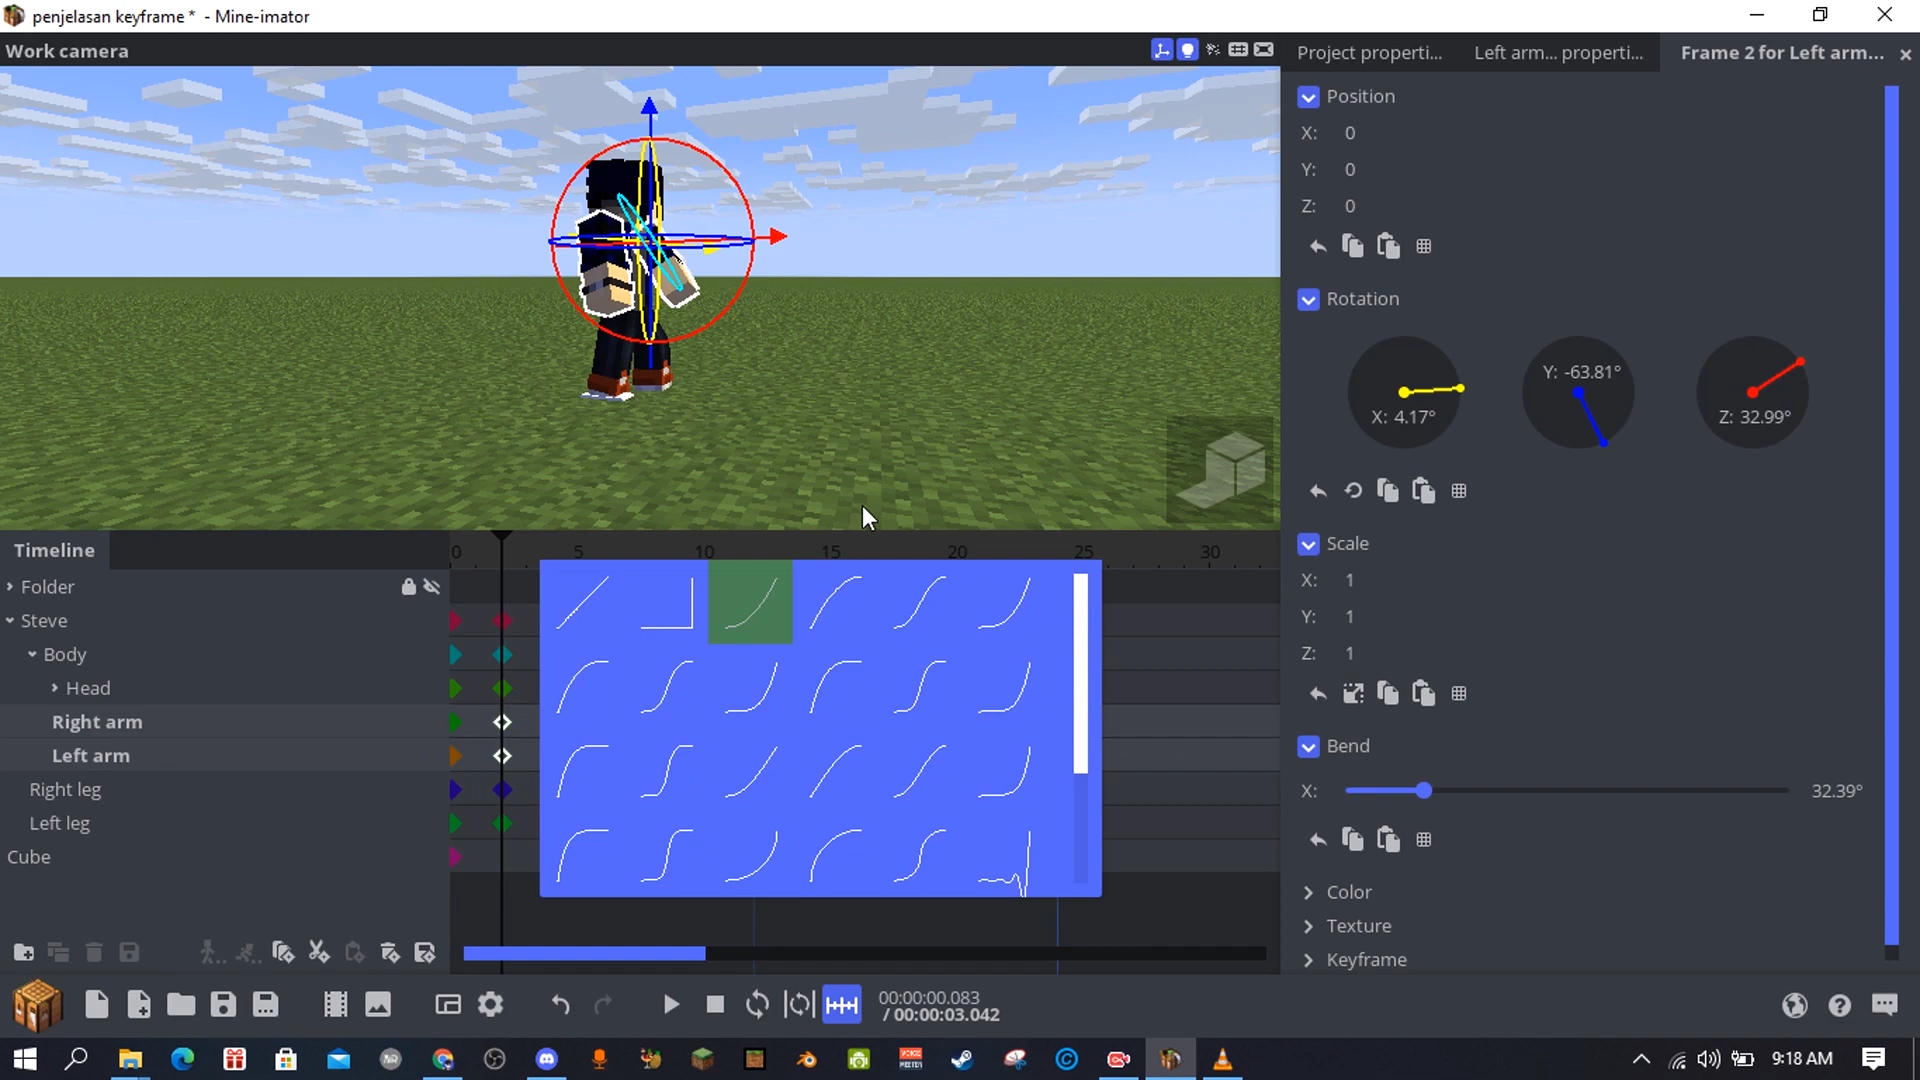 penjelasan keyframe * - Mine-imator
Work camera
Project properti...
Left arm... properti...
Frame 2 for Left arm...
Position
X: 0
Y: 0
Z: 0
Rotation
X: 4.17°
Y: -63.81°
Z: 32.99°
Scale
X: 1
Y: 1
Z: 1
Bend
X: 32.39°
Color
Texture
Keyframe
Timeline
0 5 10 15 20 25 30
Folder
Steve
Body
Head
Right arm
Left arm
Right leg
Left leg
Cube
00:00:00.083
/ 00:00:03.042
9:18 AM